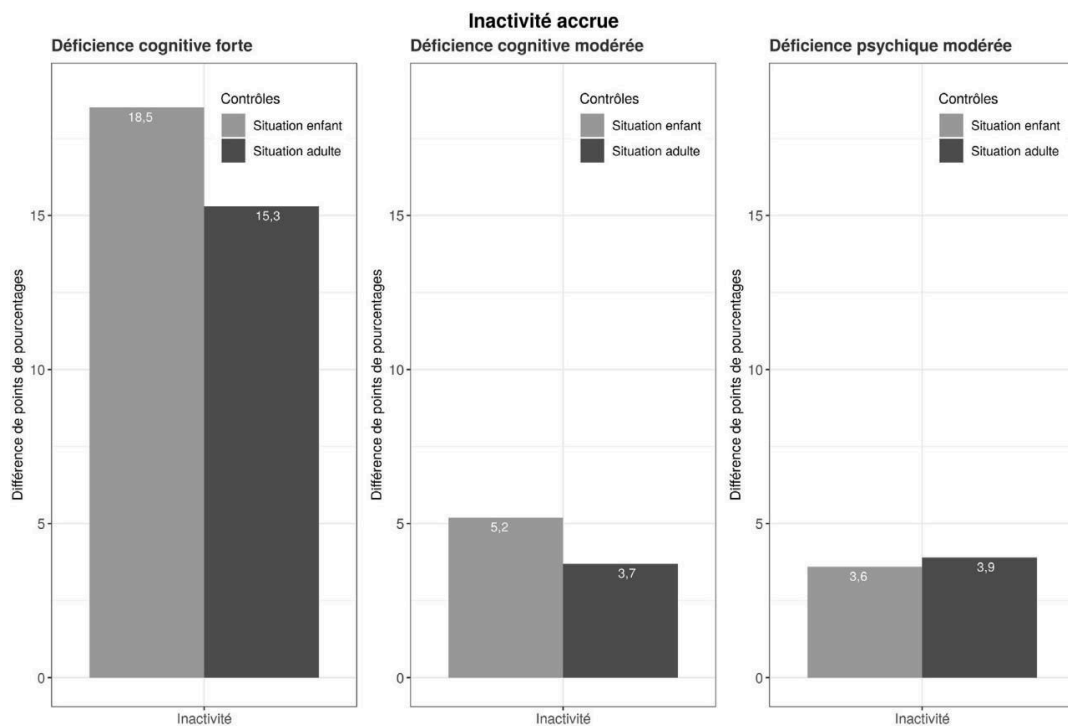 Inactivité accrue
Déficience cognitive forte
Différence de points de pourcentages
15
10
5
0
18,5
15,3
Contrôles
Situation enfant
Situation adulte
Inactivité
Déficience cognitive modérée
Différence de points de pourcentages
15
10
5
0
5,2
3,7
Contrôles
Situation enfant
Situation adulte
Inactivité
Déficience psychique modérée
Différence de points de pourcentages
15
10
5
0
3,6
3,9
Contrôles
Situation enfant
Situation adulte
Inactivité